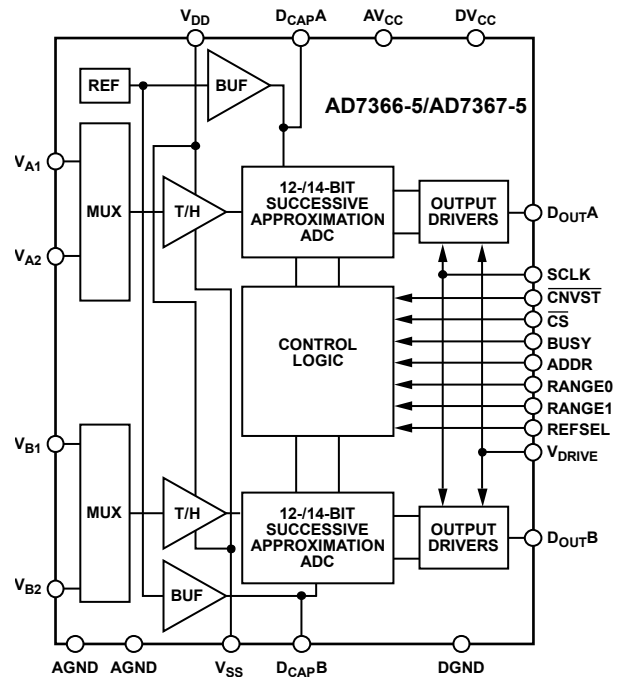 VDD
DCAPA
AVCC
DVCC
REF
BUF
AD7366-5/AD7367-5
VA1
MUX
T/H
12-/14-BIT
SUCCESSIVE
APPROXIMATION
ADC
OUTPUT
DRIVERS
DOUTA
VA2
SCLK
CNVST
CS
CONTROL
LOGIC
BUSY
ADDR
RANGE0
RANGE1
REFSEL
VB1
VDRIVE
MUX
T/H
12-/14-BIT
SUCCESSIVE
APPROXIMATION
ADC
OUTPUT
DRIVERS
DOUTB
VB2
BUF
AGND
AGND
VSS
DCAPB
DGND